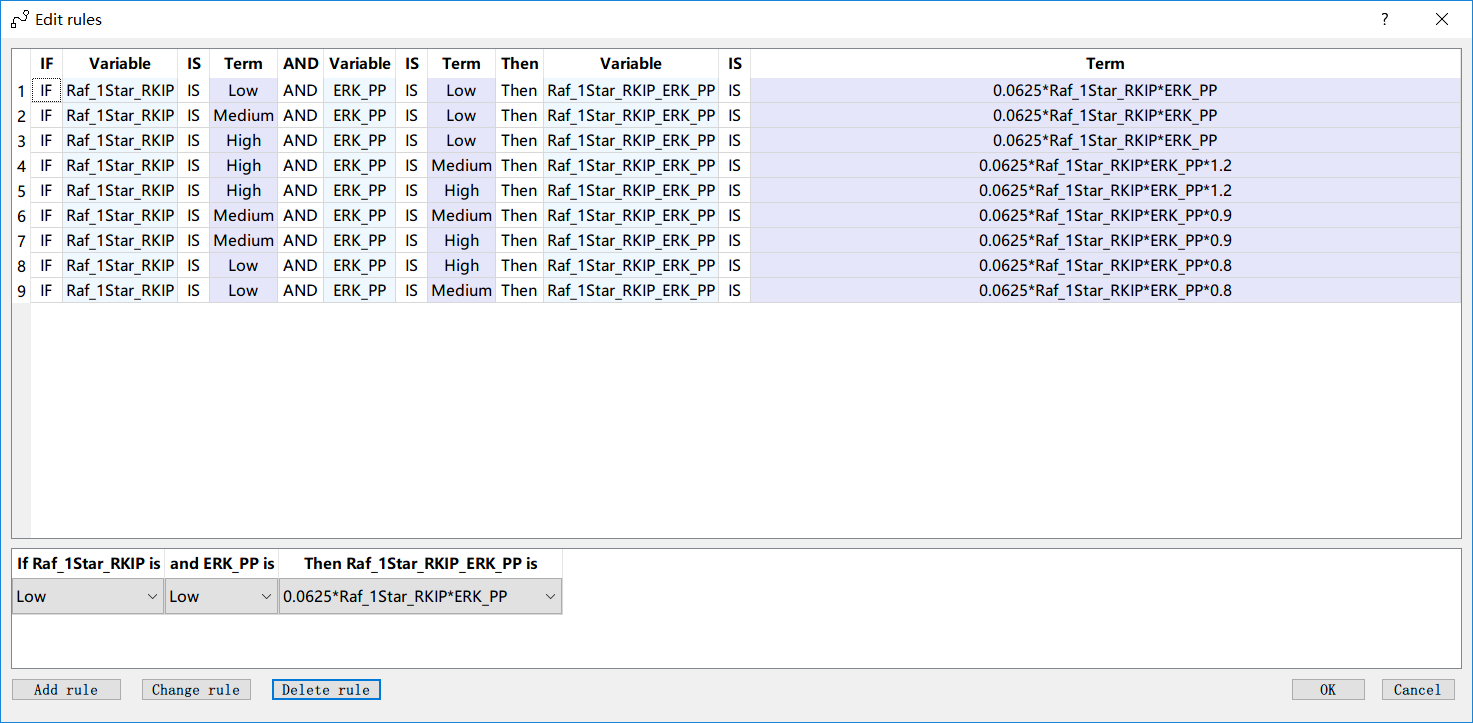 Edit rules ?
IF Variable IS Term AND Variable IS Term Then Variable IS Term
1 IF Raf_1Star_RKIP IS Low AND ERK_PP IS Low Then Raf_1Star_RKIP_ERK_PP IS 0.0625*Raf_1Star_RKIP*ERK_PP
2 IF Raf_1Star_RKIP IS Medium AND ERK_PP IS Low Then Raf_1Star_RKIP_ERK_PP IS 0.0625*Raf_1Star_RKIP*ERK_PP
3 IF Raf_1Star_RKIP IS High AND ERK_PP IS Low Then Raf_1Star_RKIP_ERK_PP IS 0.0625*Raf_1Star_RKIP*ERK_PP
4 IF Raf_1Star_RKIP IS High AND ERK_PP IS Medium Then Raf_1Star_RKIP_ERK_PP IS 0.0625*Raf_1Star_RKIP*ERK_PP*1.2
5 IF Raf_1Star_RKIP IS High AND ERK_PP IS High Then Raf_1Star_RKIP_ERK_PP IS 0.0625*Raf_1Star_RKIP*ERK_PP*1.2
6 IF Raf_1Star_RKIP IS Medium AND ERK_PP IS Medium Then Raf_1Star_RKIP_ERK_PP IS 0.0625*Raf_1Star_RKIP*ERK_PP*0.9
7 IF Raf_1Star_RKIP IS Medium AND ERK_PP IS High Then Raf_1Star_RKIP_ERK_PP IS 0.0625*Raf_1Star_RKIP*ERK_PP*0.9
8 IF Raf_1Star_RKIP IS Low AND ERK_PP IS High Then Raf_1Star_RKIP_ERK_PP IS 0.0625*Raf_1Star_RKIP*ERK_PP*0.8
9 IF Raf_1Star_RKIP IS Low AND ERK_PP IS Medium Then Raf_1Star_RKIP_ERK_PP IS 0.0625*Raf_1Star_RKIP*ERK_PP*0.8
If Raf_1Star_RKIP is and ERK_PP is Then Raf_1Star_RKIP_ERK_PP is
Low Low 0.0625*Raf_1Star_RKIP*ERK_PP
Add rule Change rule Delete rule OK Cancel